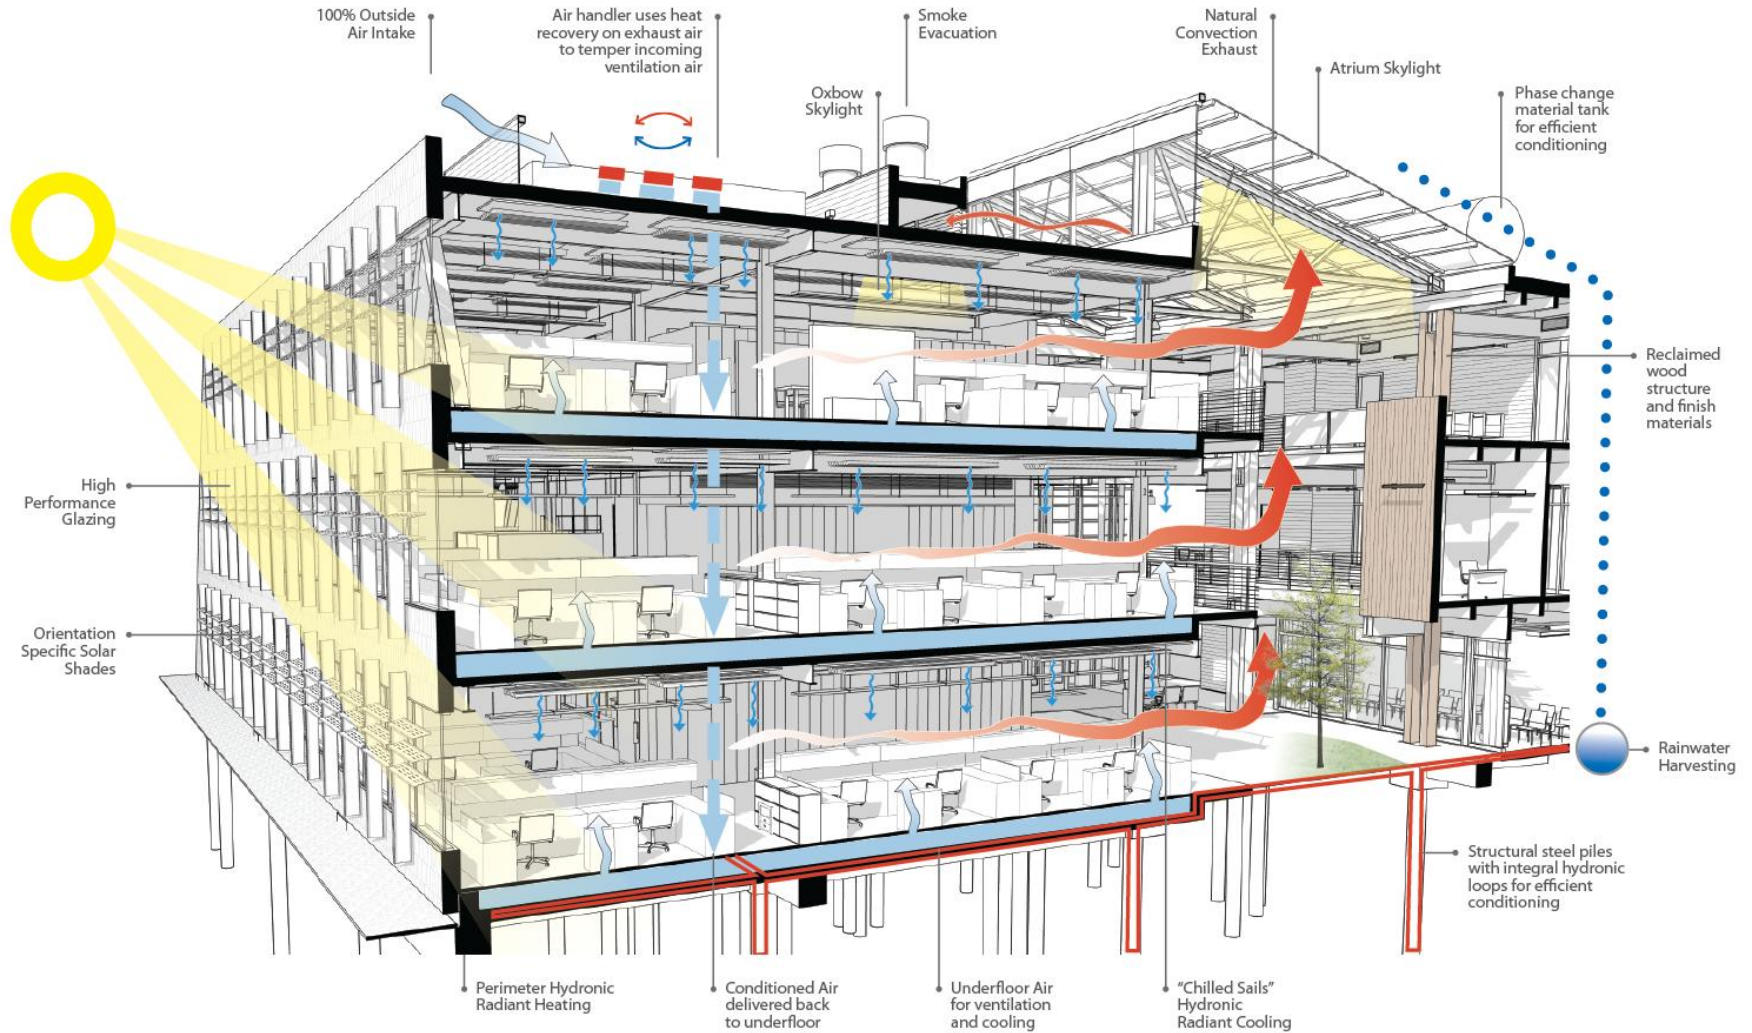 100% Outside
Air Intake
Air handler uses heat
recovery on exhaust air
to temper incoming
ventilation air
Smoke
Evacuation
Oxbow
Skylight
Natural
Convection
Exhaust
Atrium Skylight
Phase change
material tank
for efficient
conditioning
Reclaimed
wood
structure
and finish
materials
High
Performance
Glazing
Orientation
Specific Solar
Shades
Rainwater
Harvesting
Structural steel piles
with integral hydronic
loops for efficient
conditioning
Perimeter Hydronic
Radiant Heating
Conditioned Air
delivered back
to underfloor
Underfloor Air
for ventilation
and cooling
“Chilled Sails”
Hydronic
Radiant Cooling